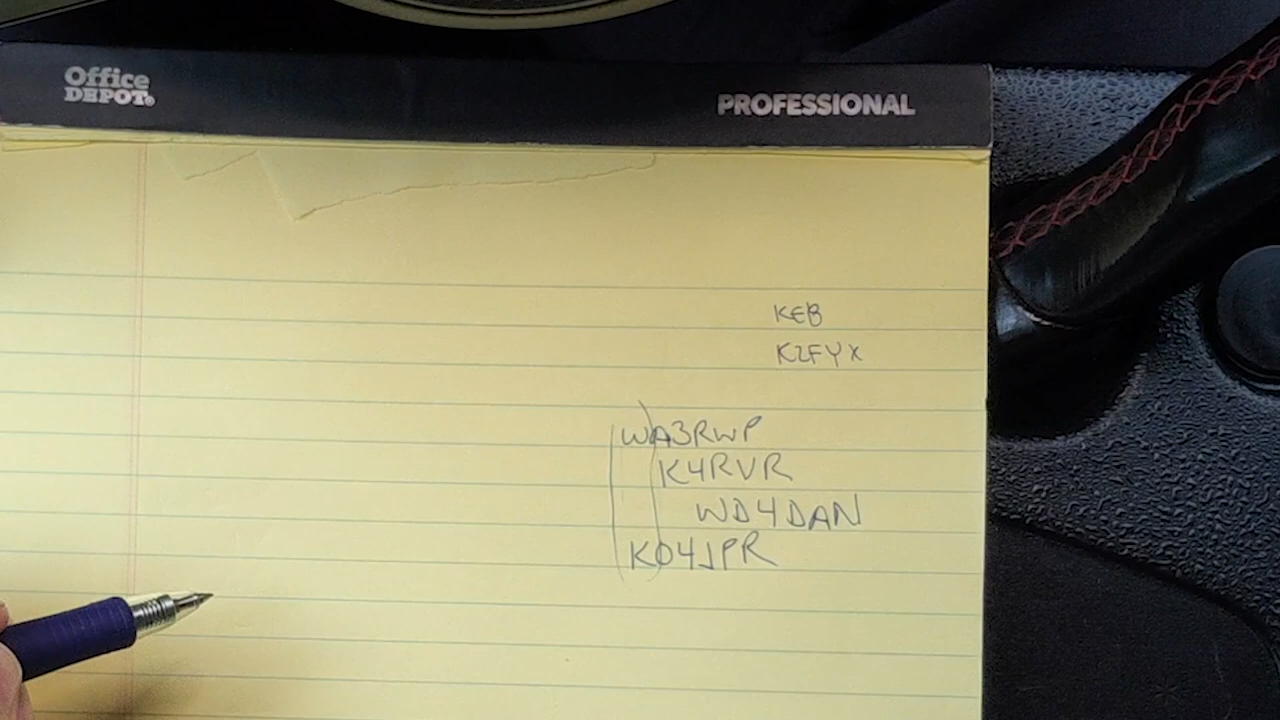 Office
DEPOT®
PROFESSIONAL
KEB
K2FYX
WA3RWP
K4RVR
WD4DAN
KO4JPR